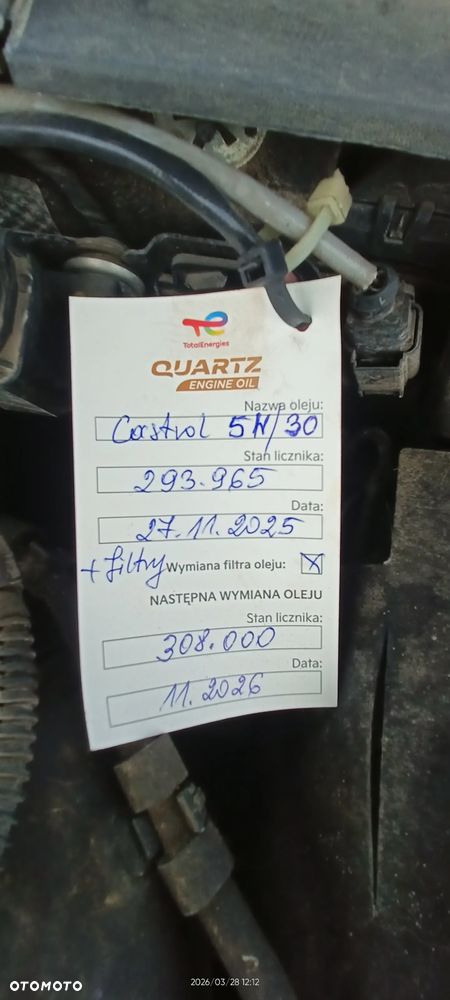 TotalEnergies
QUARTZ
ENGINE OIL
Nazwa oleju:
Castrol 5W/30
Stan licznika:
293.965
Data:
27.11.2025
+ filtry Wymiana filtra oleju: X
NASTĘPNA WYMIANA OLEJU
Stan licznika:
308.000
Data:
11.2026
2026/03/28 12:12
OTOMOTO